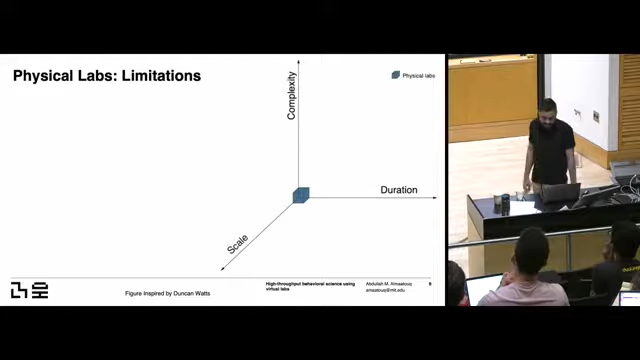 Physical Labs: Limitations
Complexity
Physical labs
Duration
Scale
Figure Inspired by Duncan Watts
High-throughput behavioral science using
virtual labs
Abdullah M. Almaatouq
amaatouq@mit.edu
9